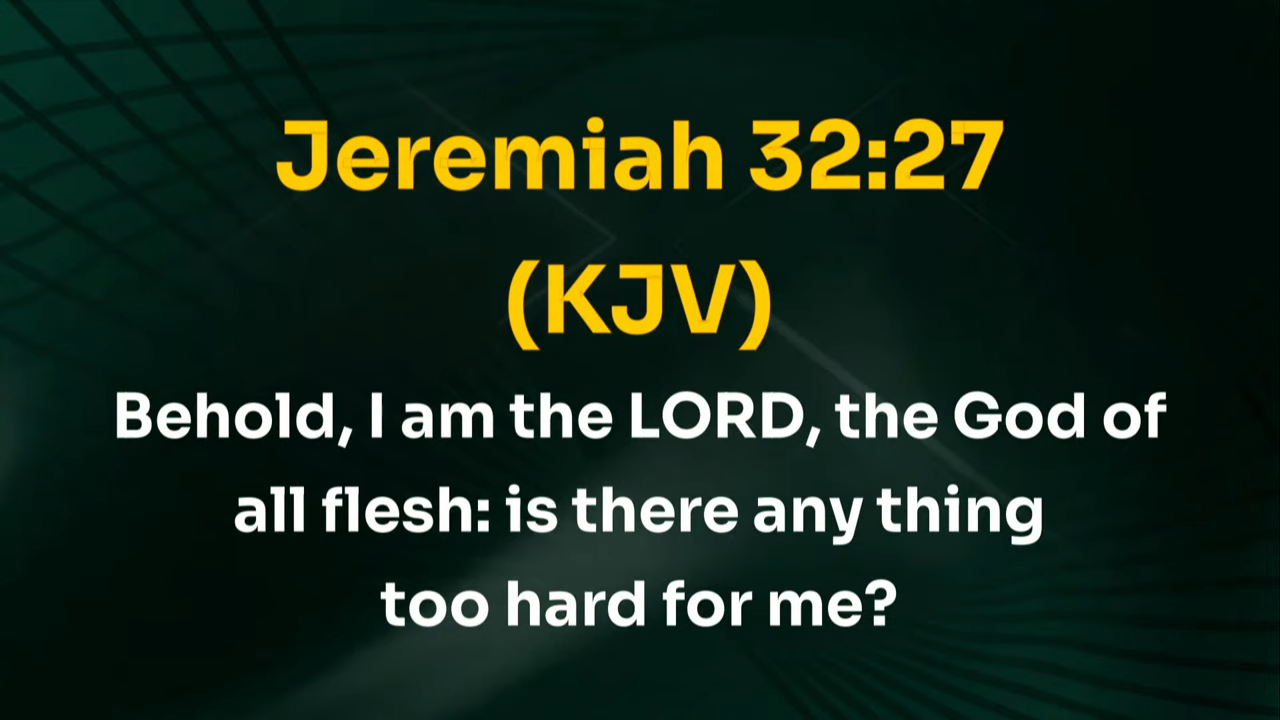 Jeremiah 32:27
(KJV)
Behold, I am the LORD, the God of
all flesh: is there any thing
too hard for me?